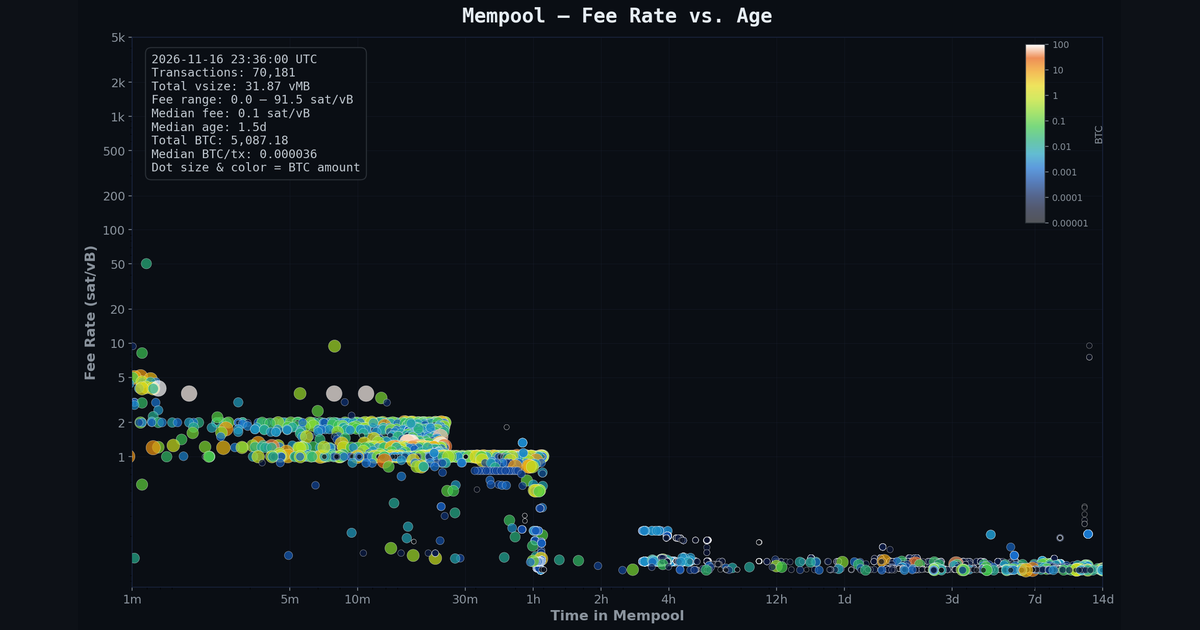 Mempool — Fee Rate vs. Age
2026-11-16 23:36:00 UTC
Transactions: 70,181
Total vsize: 31.87 vMB
Fee range: 0.0 — 91.5 sat/vB
Median fee: 0.1 sat/vB
Median age: 1.5d
Total BTC: 5,087.18
Median BTC/tx: 0.000036
Dot size & color = BTC amount
100
10
1
0.1
0.01
0.001
0.0001
0.00001
BTC
Fee Rate (sat/vB)
5k
2k
1k
500
200
100
50
20
10
5
2
1
1m
5m
10m
30m
1h
2h
4h
12h
1d
3d
7d
14d
Time in Mempool